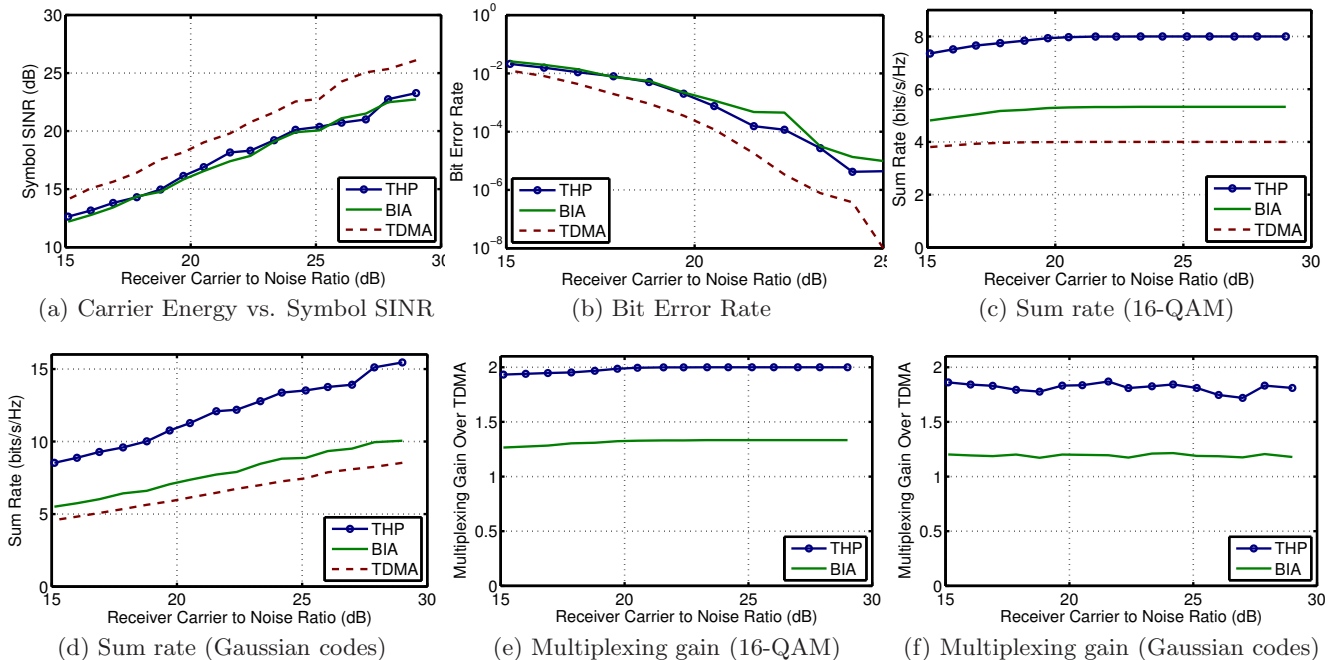 30
25
20
15
10
15
20
25
30
Symbol SINR (dB)
Receiver Carrier to Noise Ratio (dB)
THP
BIA
TDMA
(a) Carrier Energy vs. Symbol SINR
10^0
10^−2
10^−4
10^−6
10^−8
15
20
25
Bit Error Rate
Receiver Carrier to Noise Ratio (dB)
THP
BIA
TDMA
(b) Bit Error Rate
8
6
4
2
0
15
20
25
30
Sum Rate (bits/s/Hz)
Receiver Carrier to Noise Ratio (dB)
THP
BIA
TDMA
(c) Sum rate (16-QAM)
15
10
5
0
15
20
25
30
Sum Rate (bits/s/Hz)
Receiver Carrier to Noise Ratio (dB)
THP
BIA
TDMA
(d) Sum rate (Gaussian codes)
2
1.5
1
0.5
0
15
20
25
30
Multiplexing Gain Over TDMA
Receiver Carrier to Noise Ratio (dB)
THP
BIA
(e) Multiplexing gain (16-QAM)
2
1.5
1
0.5
0
15
20
25
30
Multiplexing Gain Over TDMA
Receiver Carrier to Noise Ratio (dB)
THP
BIA
(f) Multiplexing gain (Gaussian codes)